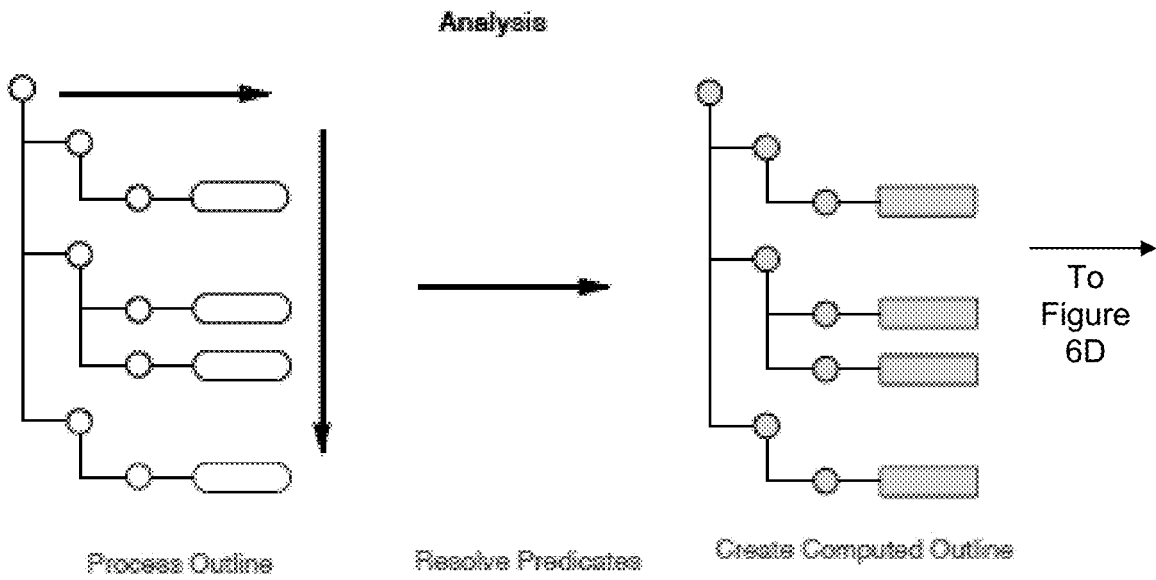 Analysis
To
Figure
6D
Process Outline
Resolve Predicates
Create Computed Outline